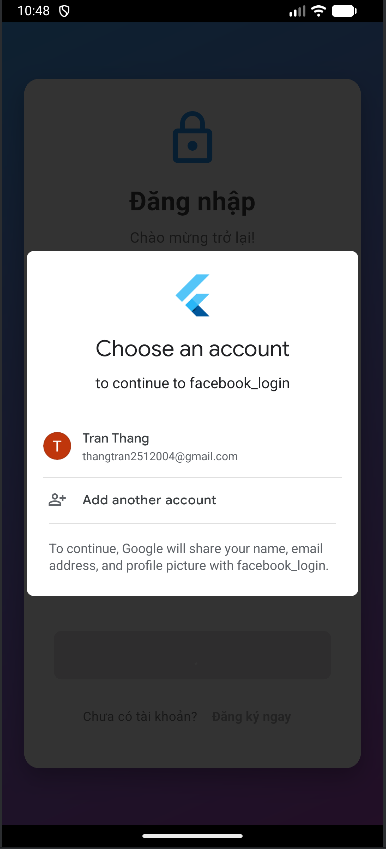 10:48
Đăng nhập
Chào mừng trở lại!
Choose an account
to continue to facebook_login
T
Tran Thang
thangtran2512004@gmail.com
Add another account
To continue, Google will share your name, email
address, and profile picture with facebook_login.
Chưa có tài khoản? Đăng ký ngay